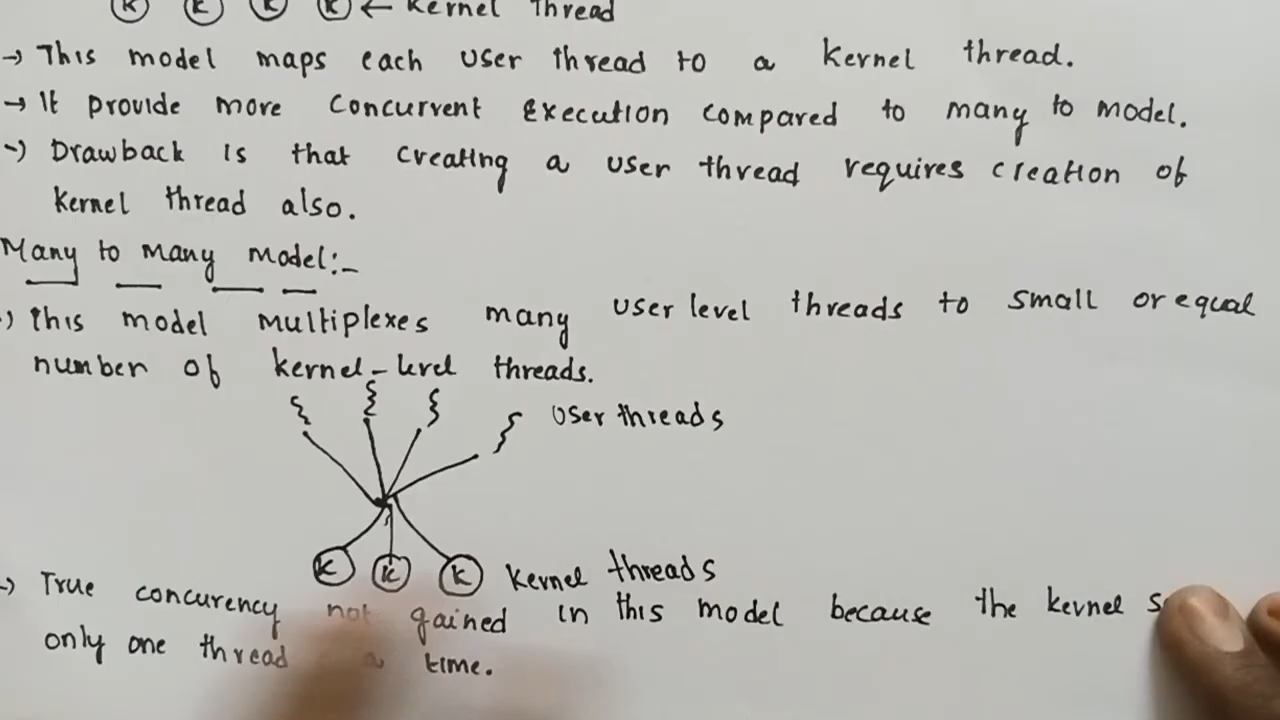 K K K K ← Kernel Thread
→ This model maps each user thread to a kernel thread.
→ It provide more concurrent execution compared to many to model.
→ Drawback is that creating a user thread requires creation of
kernel thread also.
Many to many model:-
→ This model multiplexes many user level threads to small or equal
number of kernel-level threads.
User threads
K K K Kernel threads
→ True concurency not gained in this model because the kernel
only one thread a time.